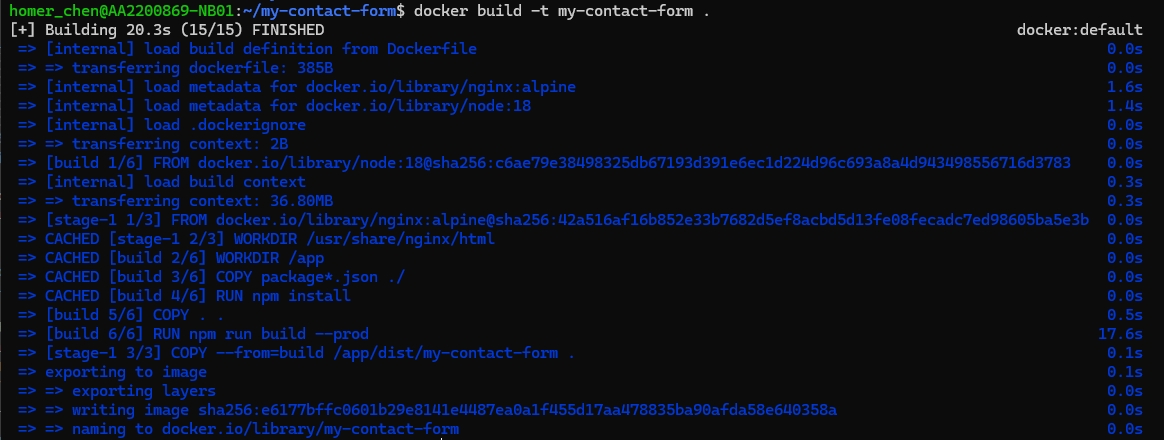 homer_chen@AA2200869-NB01:~/my-contact-form$ docker build -t my-contact-form .
[+] Building 20.3s (15/15) FINISHED docker:default
=> [internal] load build definition from Dockerfile 0.0s
=> => transferring dockerfile: 385B 0.0s
=> [internal] load metadata for docker.io/library/nginx:alpine 1.6s
=> [internal] load metadata for docker.io/library/node:18 1.4s
=> [internal] load .dockerignore 0.0s
=> => transferring context: 2B 0.0s
=> [build 1/6] FROM docker.io/library/node:18@sha256:c6ae79e38498325db67193d391e6ec1d224d96c693a8a4d943498556716d3783 0.0s
=> [internal] load build context 0.3s
=> => transferring context: 36.80MB 0.3s
=> [stage-1 1/3] FROM docker.io/library/nginx:alpine@sha256:42a516af16b852e33b7682d5ef8acbd5d13fe08fecadc7ed98605ba5e3b 0.0s
=> CACHED [stage-1 2/3] WORKDIR /usr/share/nginx/html 0.0s
=> CACHED [build 2/6] WORKDIR /app 0.0s
=> CACHED [build 3/6] COPY package*.json ./ 0.0s
=> CACHED [build 4/6] RUN npm install 0.0s
=> [build 5/6] COPY . . 0.5s
=> [build 6/6] RUN npm run build --prod 17.6s
=> [stage-1 3/3] COPY --from=build /app/dist/my-contact-form . 0.1s
=> exporting to image 0.1s
=> => exporting layers 0.0s
=> => writing image sha256:e6177bffc0601b29e8141e4487ea0a1f455d17aa478835ba90afda58e640358a 0.0s
=> => naming to docker.io/library/my-contact-form 0.0s